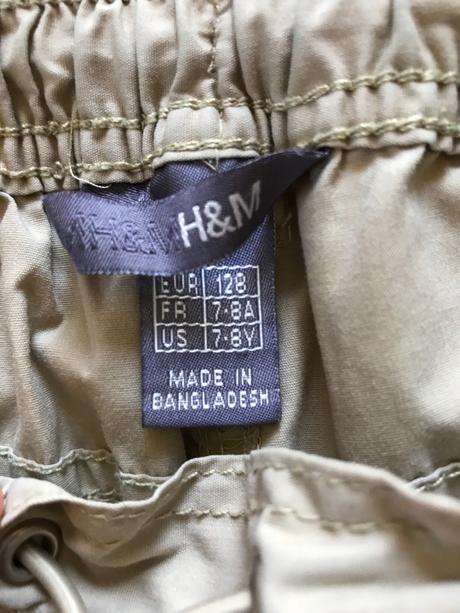 H&M H&M
EUR 128
FR 7-8A
US 7-8Y
MADE IN
BANGLADESH